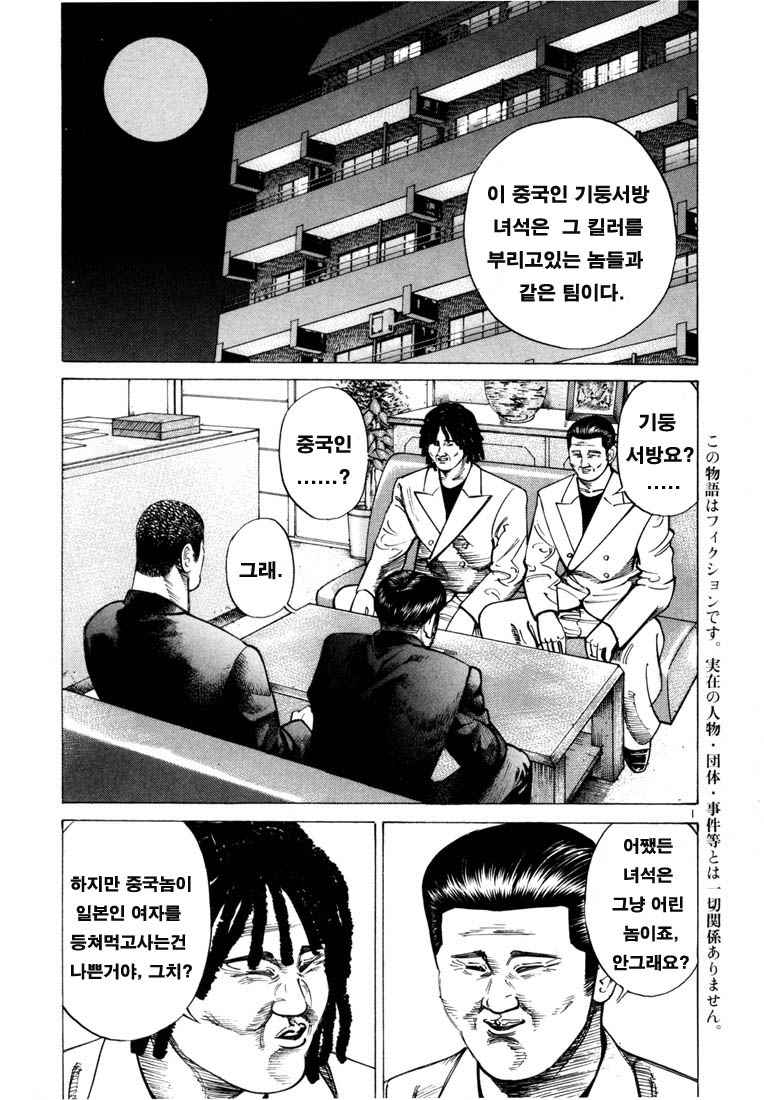 이 중국인 기둥서방
녀석은 그 킬러를
부리고있는 놈들과
같은 팀이다.
기둥
서방요?
.....
중국인
......?
그래.
この物語はフィクションです。実在の人物・団体・事件等とは一切関係ありません。
1
어쨌든
녀석은
그냥 어린
놈이죠,
안그래요?
하지만 중국놈이
일본인 여자를
등쳐먹고사는건
나쁜거야, 그치?